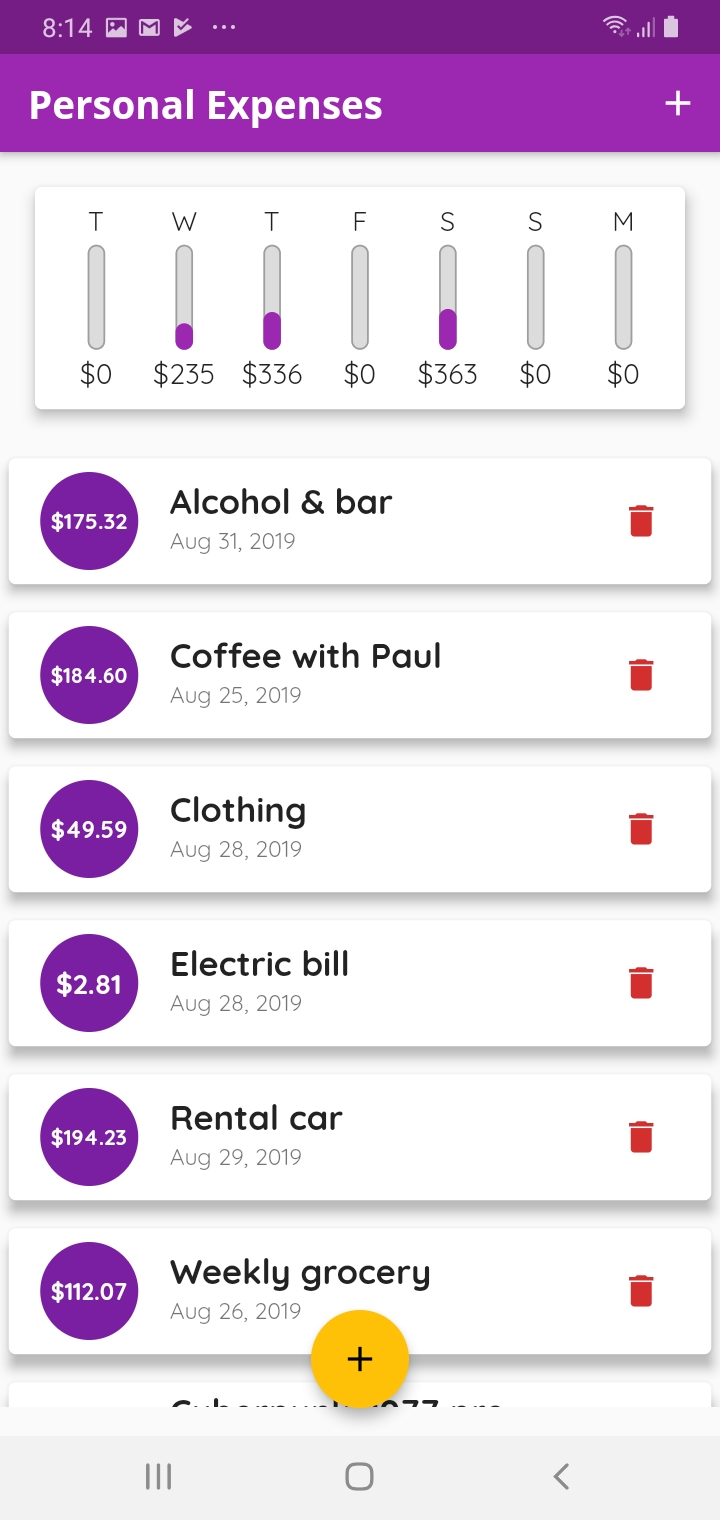 8:14
Personal Expenses
T W T F S S M
$0 $235 $336 $0 $363 $0 $0
$175.32
Alcohol & bar
Aug 31, 2019
$184.60
Coffee with Paul
Aug 25, 2019
$49.59
Clothing
Aug 28, 2019
$2.81
Electric bill
Aug 28, 2019
$194.23
Rental car
Aug 29, 2019
$112.07
Weekly grocery
Aug 26, 2019